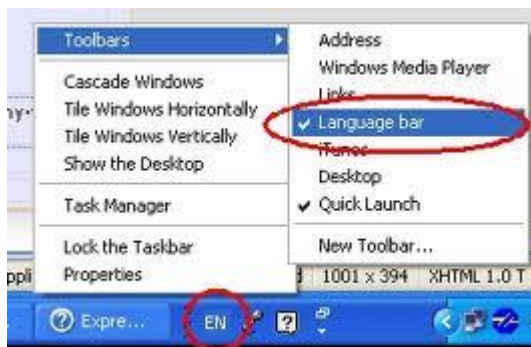 Toolbars
Cascade Windows
Tile Windows Horizontally
Tile Windows Vertically
Show the Desktop
Task Manager
Lock the Taskbar
Properties
Address
Windows Media Player
Links
Language bar
iTunes
Desktop
Quick Launch
New Toolbar...
ny
ppli
1001 x 394 XHTML 1.0 T
Expre...
EN